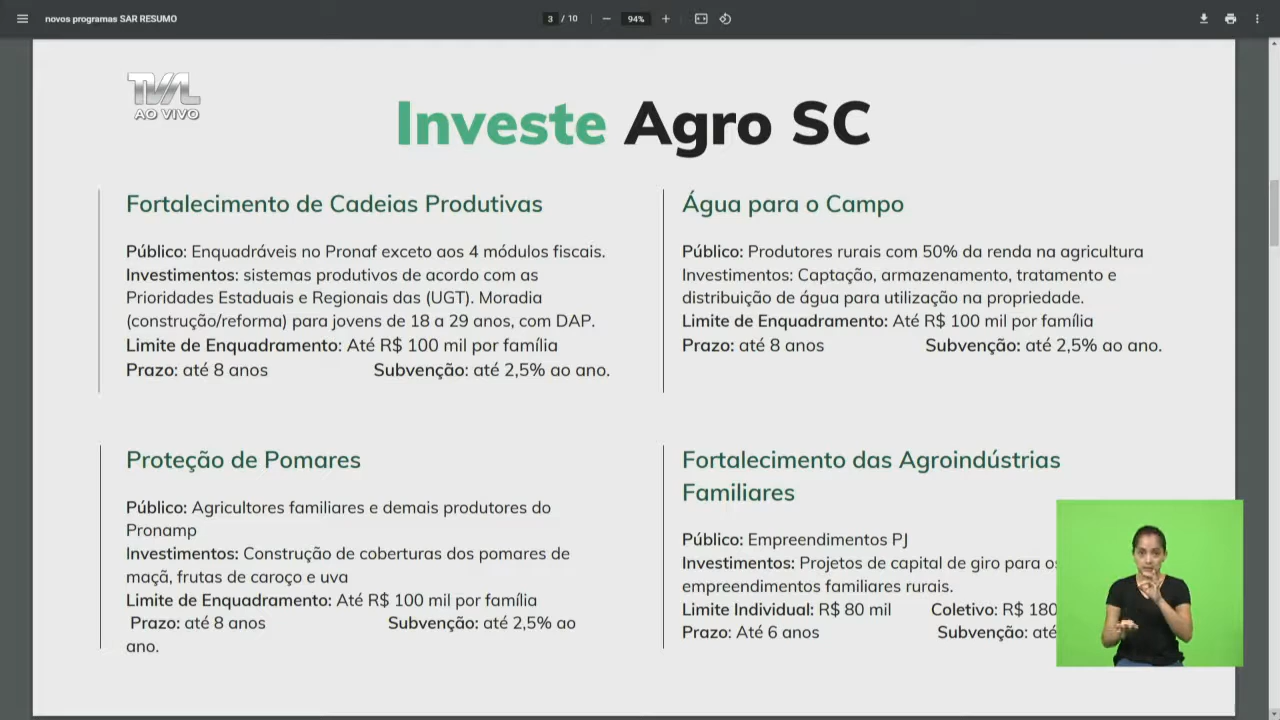 novos programas SAR RESUMO
3 / 10
94%
TVAL
AO VIVO
Investe Agro SC
Fortalecimento de Cadeias Produtivas
Público: Enquadráveis no Pronaf exceto aos 4 módulos fiscais.
Investimentos: sistemas produtivos de acordo com as
Prioridades Estaduais e Regionais das (UGT). Moradia
(construção/reforma) para jovens de 18 a 29 anos, com DAP.
Limite de Enquadramento: Até R$ 100 mil por família
Prazo: até 8 anos Subvenção: até 2,5% ao ano.
Água para o Campo
Público: Produtores rurais com 50% da renda na agricultura
Investimentos: Captação, armazenamento, tratamento e
distribuição de água para utilização na propriedade.
Limite de Enquadramento: Até R$ 100 mil por família
Prazo: até 8 anos Subvenção: até 2,5% ao ano.
Proteção de Pomares
Público: Agricultores familiares e demais produtores do
Pronamp
Investimentos: Construção de coberturas dos pomares de
maçã, frutas de caroço e uva
Limite de Enquadramento: Até R$ 100 mil por família
Prazo: até 8 anos Subvenção: até 2,5% ao
ano.
Fortalecimento das Agroindústrias
Familiares
Público: Empreendimentos PJ
Investimentos: Projetos de capital de giro para os
empreendimentos familiares rurais.
Limite Individual: R$ 80 mil Coletivo: R$ 180
Prazo: Até 6 anos Subvenção: até